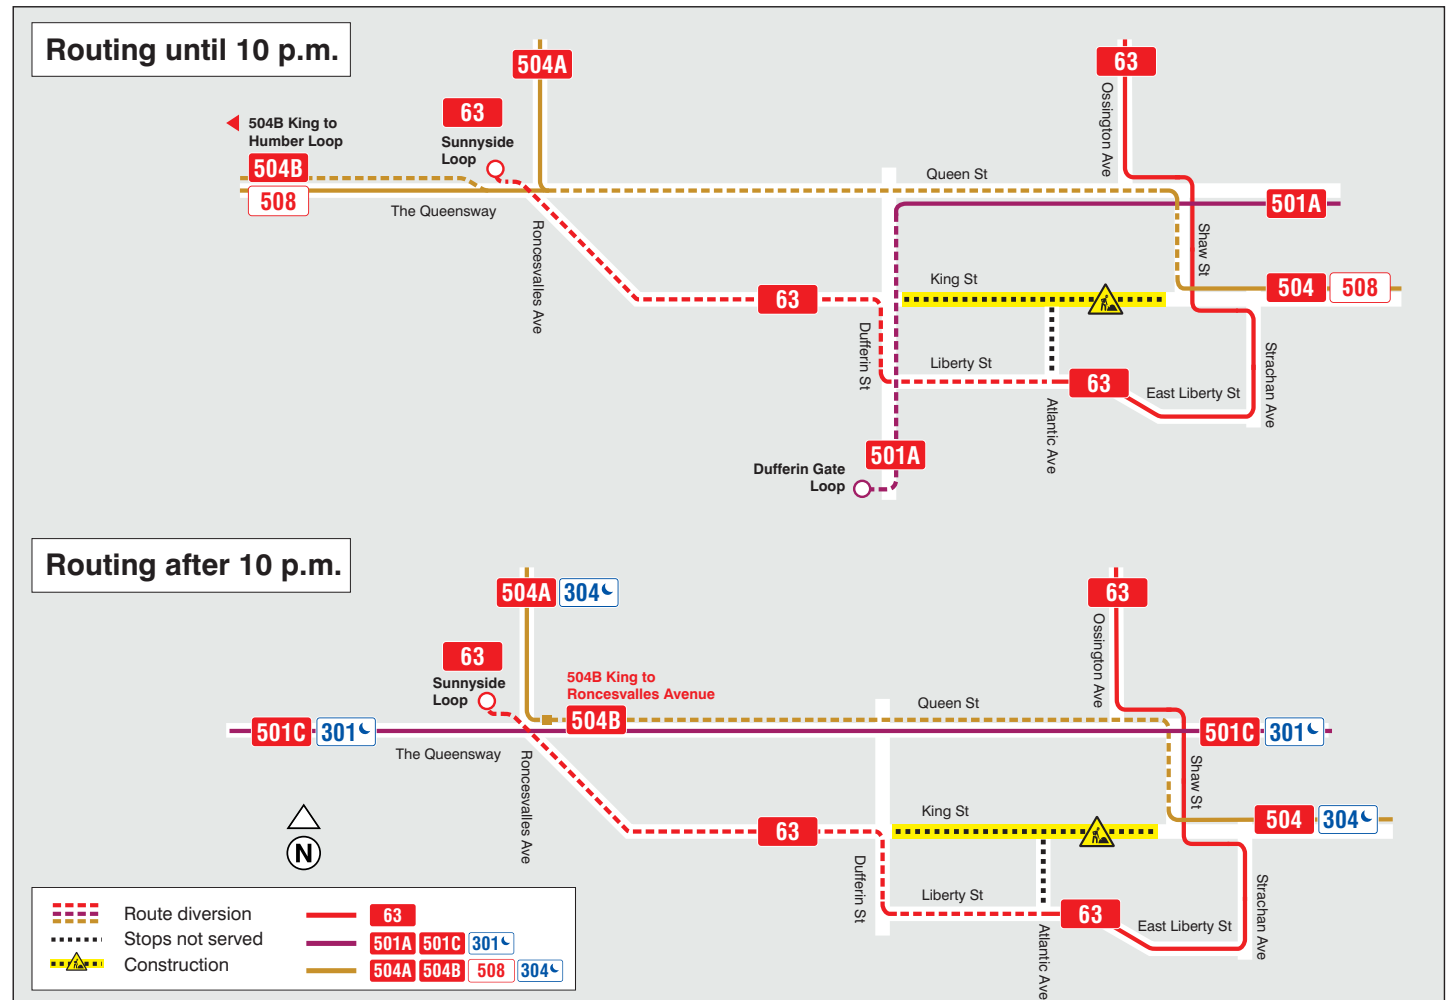 Routing until 10 p.m.
504A
63
63
Sunnyside
Loop
504B King to
Humber Loop
504B
508
The Queensway
Roncesvalles Ave
Queen St
Ossington Ave
501A
Shaw St
King St
504
508
63
Dufferin St
Liberty St
63
East Liberty St
Strachan Ave
Atlantic Ave
501A
Dufferin Gate
Loop
Routing after 10 p.m.
504A
304
63
63
Sunnyside
Loop
504B King to
Roncesvalles Avenue
504B
Queen St
Ossington Ave
501C
301
501C
301
The Queensway
Roncesvalles Ave
Shaw St
King St
504
304
63
Dufferin St
Liberty St
63
East Liberty St
Strachan Ave
Atlantic Ave
N
Route diversion
Stops not served
Construction
63
501A 501C 301
504A 504B 508 304